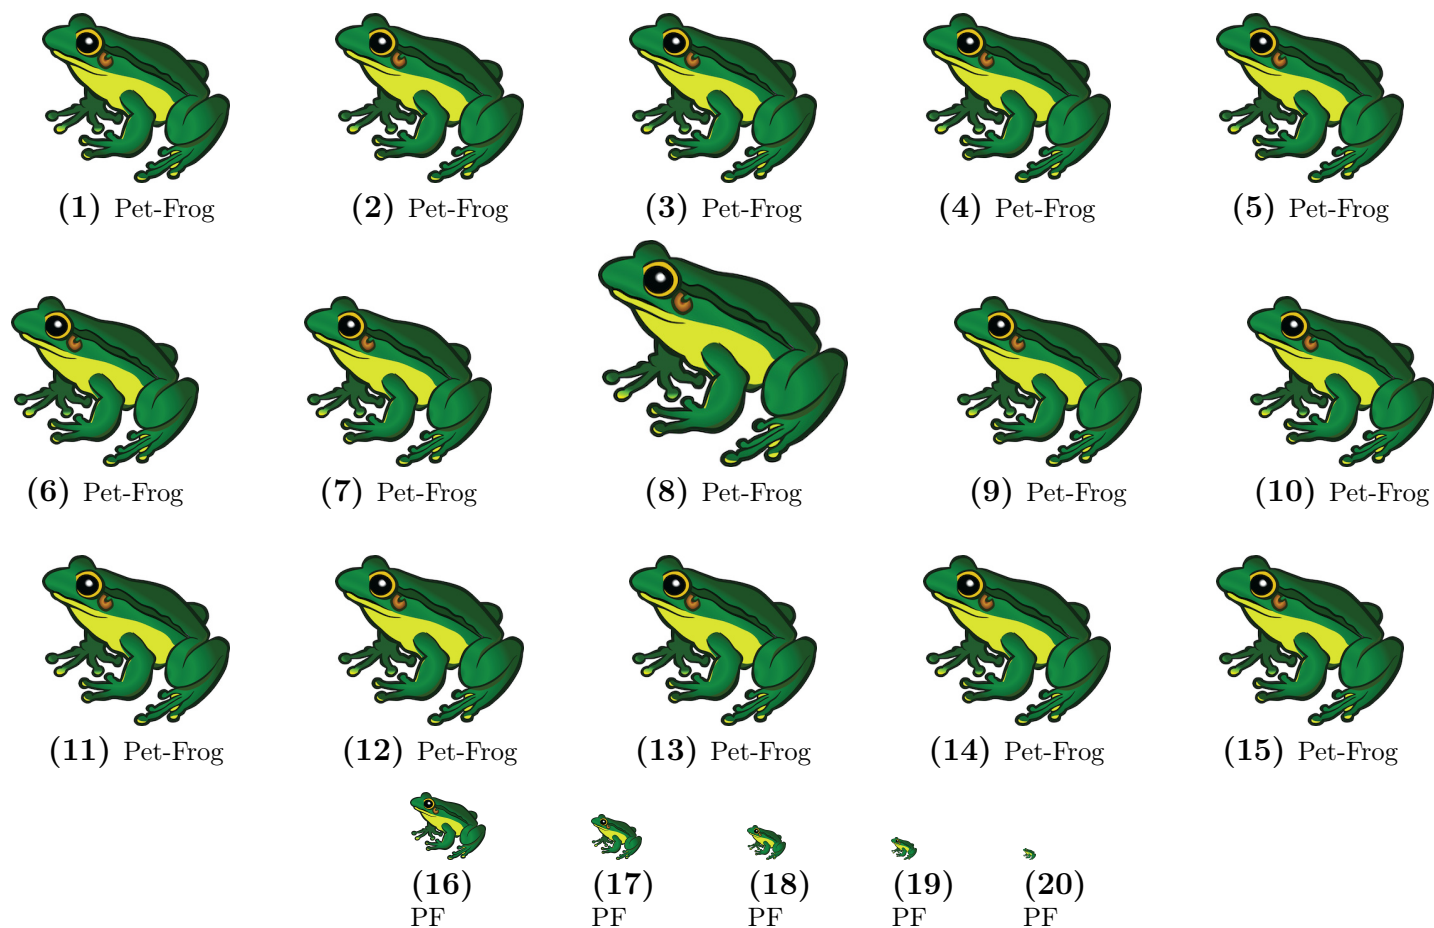 (1) Pet-Frog
(2) Pet-Frog
(3) Pet-Frog
(4) Pet-Frog
(5) Pet-Frog
(6) Pet-Frog
(7) Pet-Frog
(8) Pet-Frog
(9) Pet-Frog
(10) Pet-Frog
(11) Pet-Frog
(12) Pet-Frog
(13) Pet-Frog
(14) Pet-Frog
(15) Pet-Frog
(16)
PF
(17)
PF
(18)
PF
(19)
PF
(20)
PF